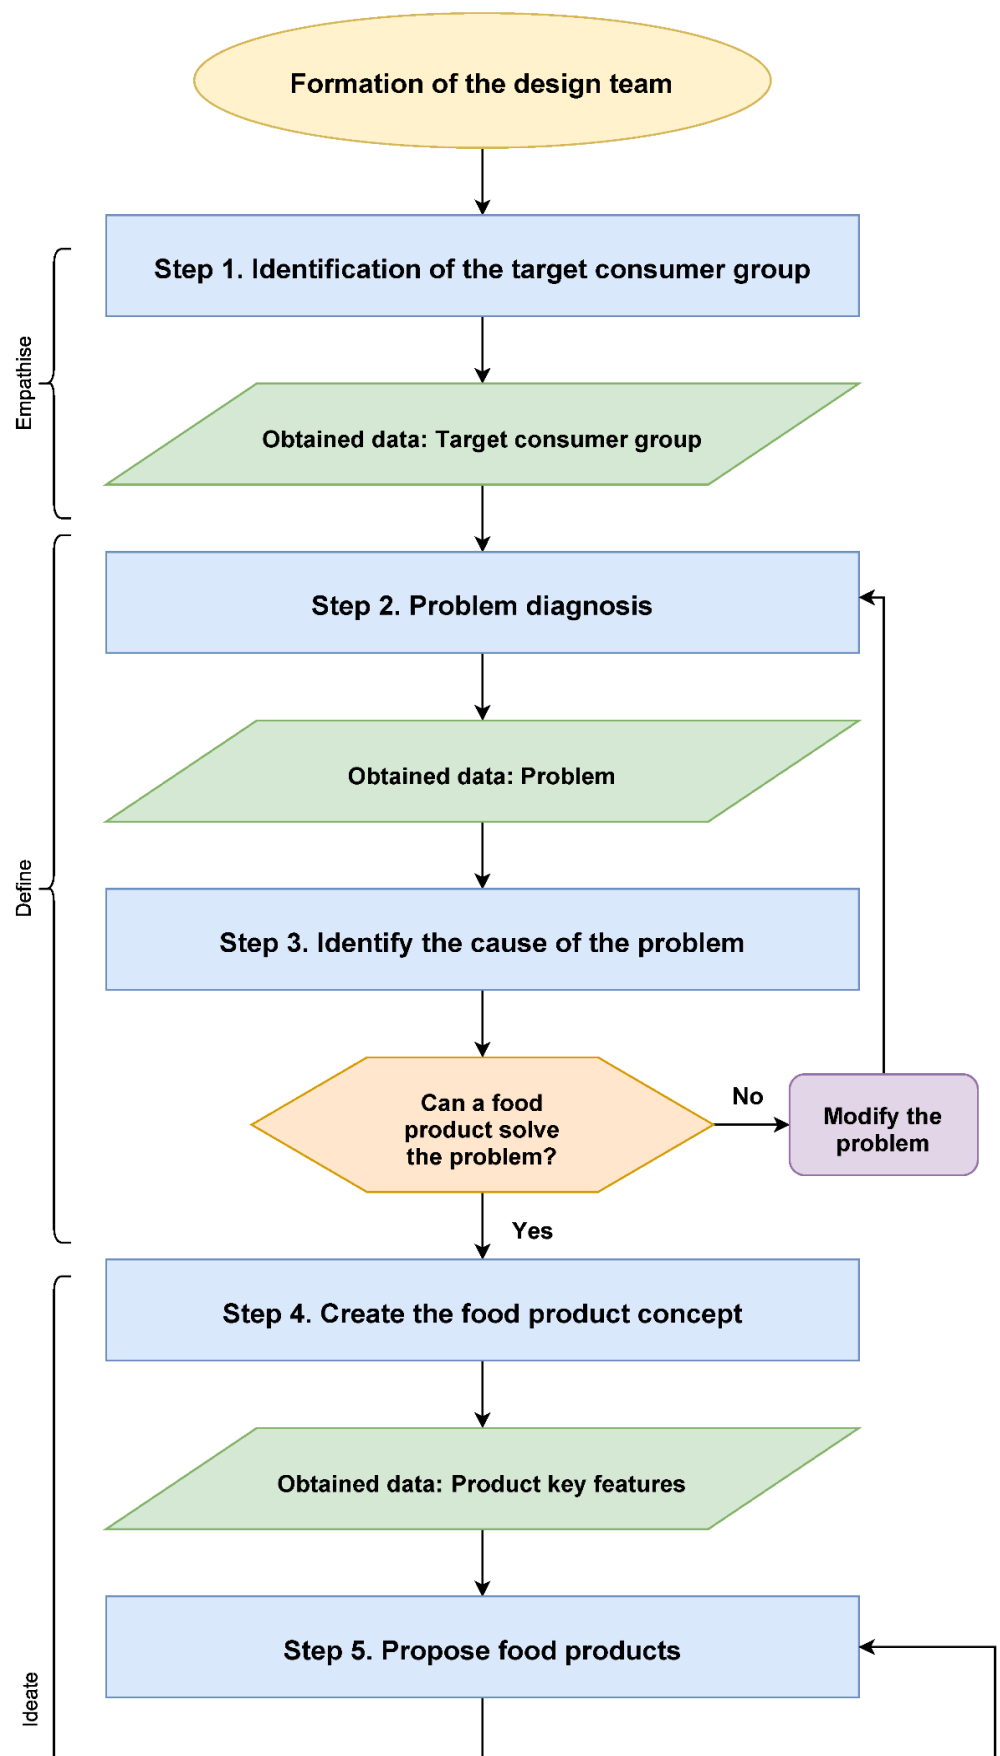 Formation of the design team
Step 1. Identification of the target consumer group
Empathise
Obtained data: Target consumer group
Step 2. Problem diagnosis
Obtained data: Problem
Define
Step 3. Identify the cause of the problem
Can a food
product solve
the problem?
No
Modify the
problem
Yes
Step 4. Create the food product concept
Obtained data: Product key features
Step 5. Propose food products
Ideate